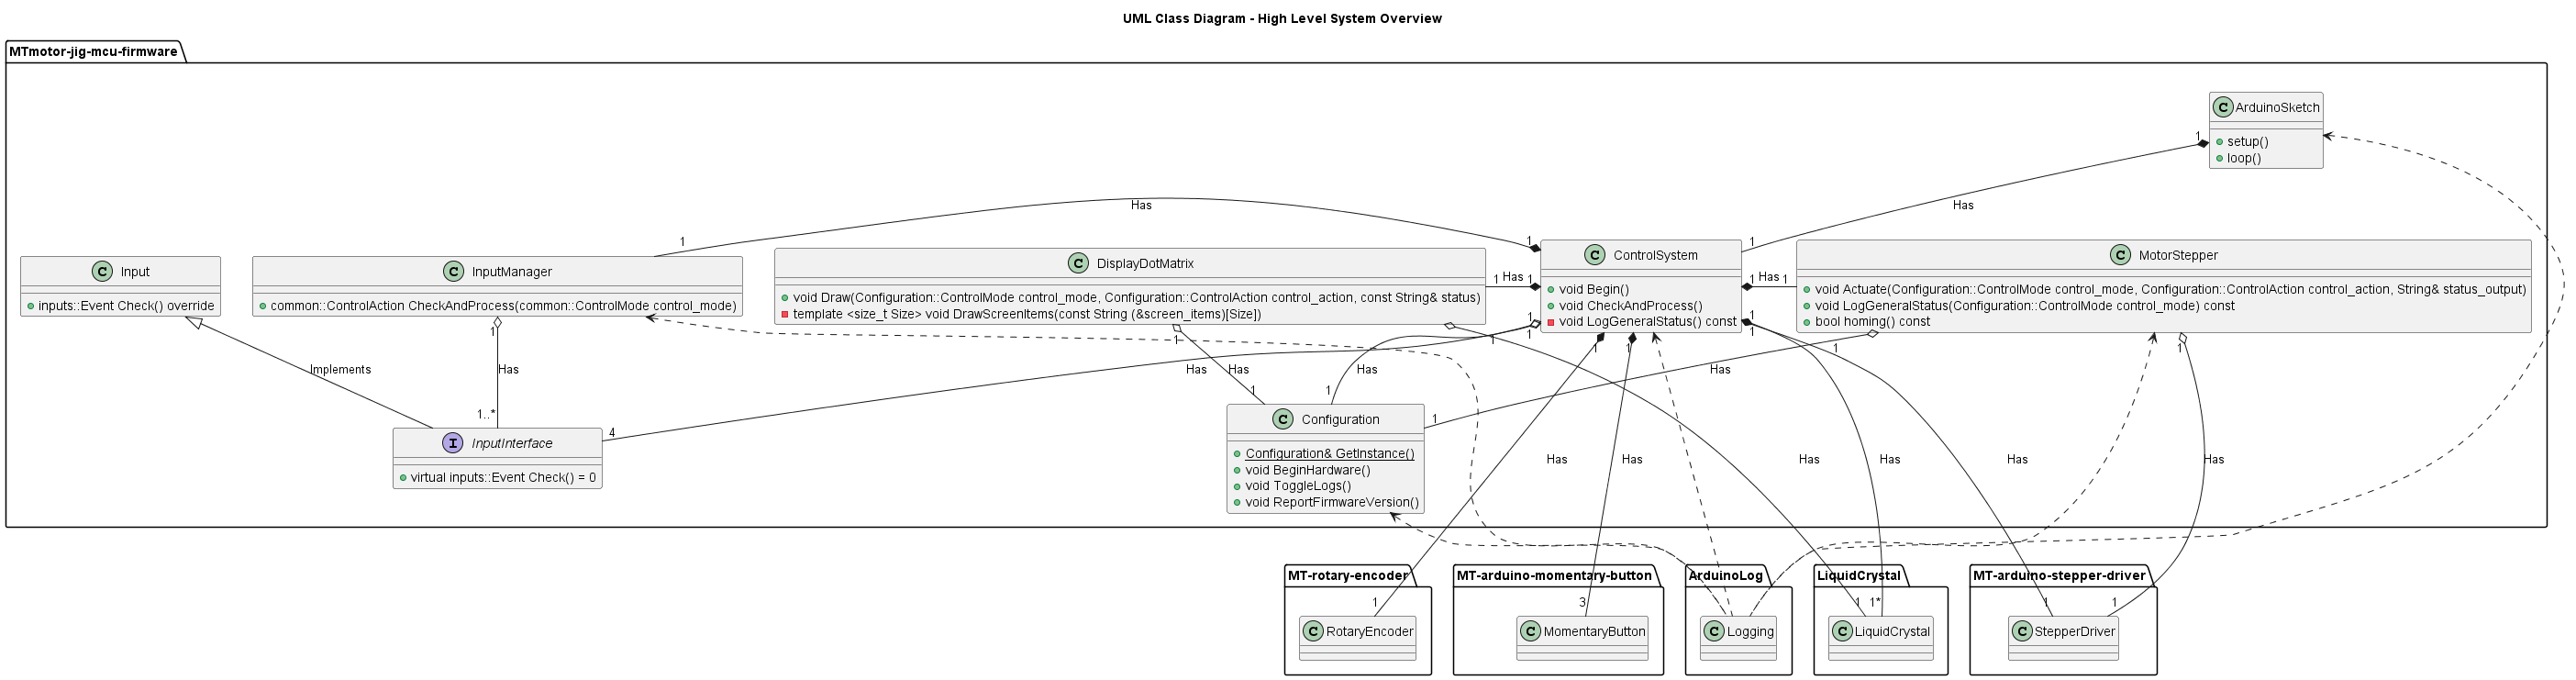 UML Class Diagram - High Level System Overview
MTmotor-jig-mcu-firmware
C ArduinoSketch
setup()
loop()
1
Has
1
Has
1
1
C Input
inputs::Event Check() override
C InputManager
common::ControlAction CheckAndProcess(common::ControlMode control_mode)
C DisplayDotMatrix
void Draw(Configuration::ControlMode control_mode, Configuration::ControlAction control_action, const String& status)
template <size_t Size> void DrawScreenItems(const String (&screen_items)[Size])
1 Has 1
C ControlSystem
void Begin()
void CheckAndProcess()
void LogGeneralStatus() const
1 Has 1
C MotorStepper
void Actuate(Configuration::ControlMode control_mode, Configuration::ControlAction control_action, String& status_output)
void LogGeneralStatus(Configuration::ControlMode control_mode) const
bool homing() const
1
1
1
1
1
1
1
1
1
1
1
Implements
Has
Has
Has
Has
Has
1..*
4
1
1
1
I InputInterface
virtual inputs::Event Check() = 0
C Configuration
Configuration& GetInstance()
void BeginHardware()
void ToggleLogs()
void ReportFirmwareVersion()
Has
Has
Has
Has
Has
Has
MT-rotary-encoder
1
C RotaryEncoder
MT-arduino-momentary-button
3
C MomentaryButton
ArduinoLog
C Logging
LiquidCrystal
1
1*
C LiquidCrystal
MT-arduino-stepper-driver
1
1
C StepperDriver